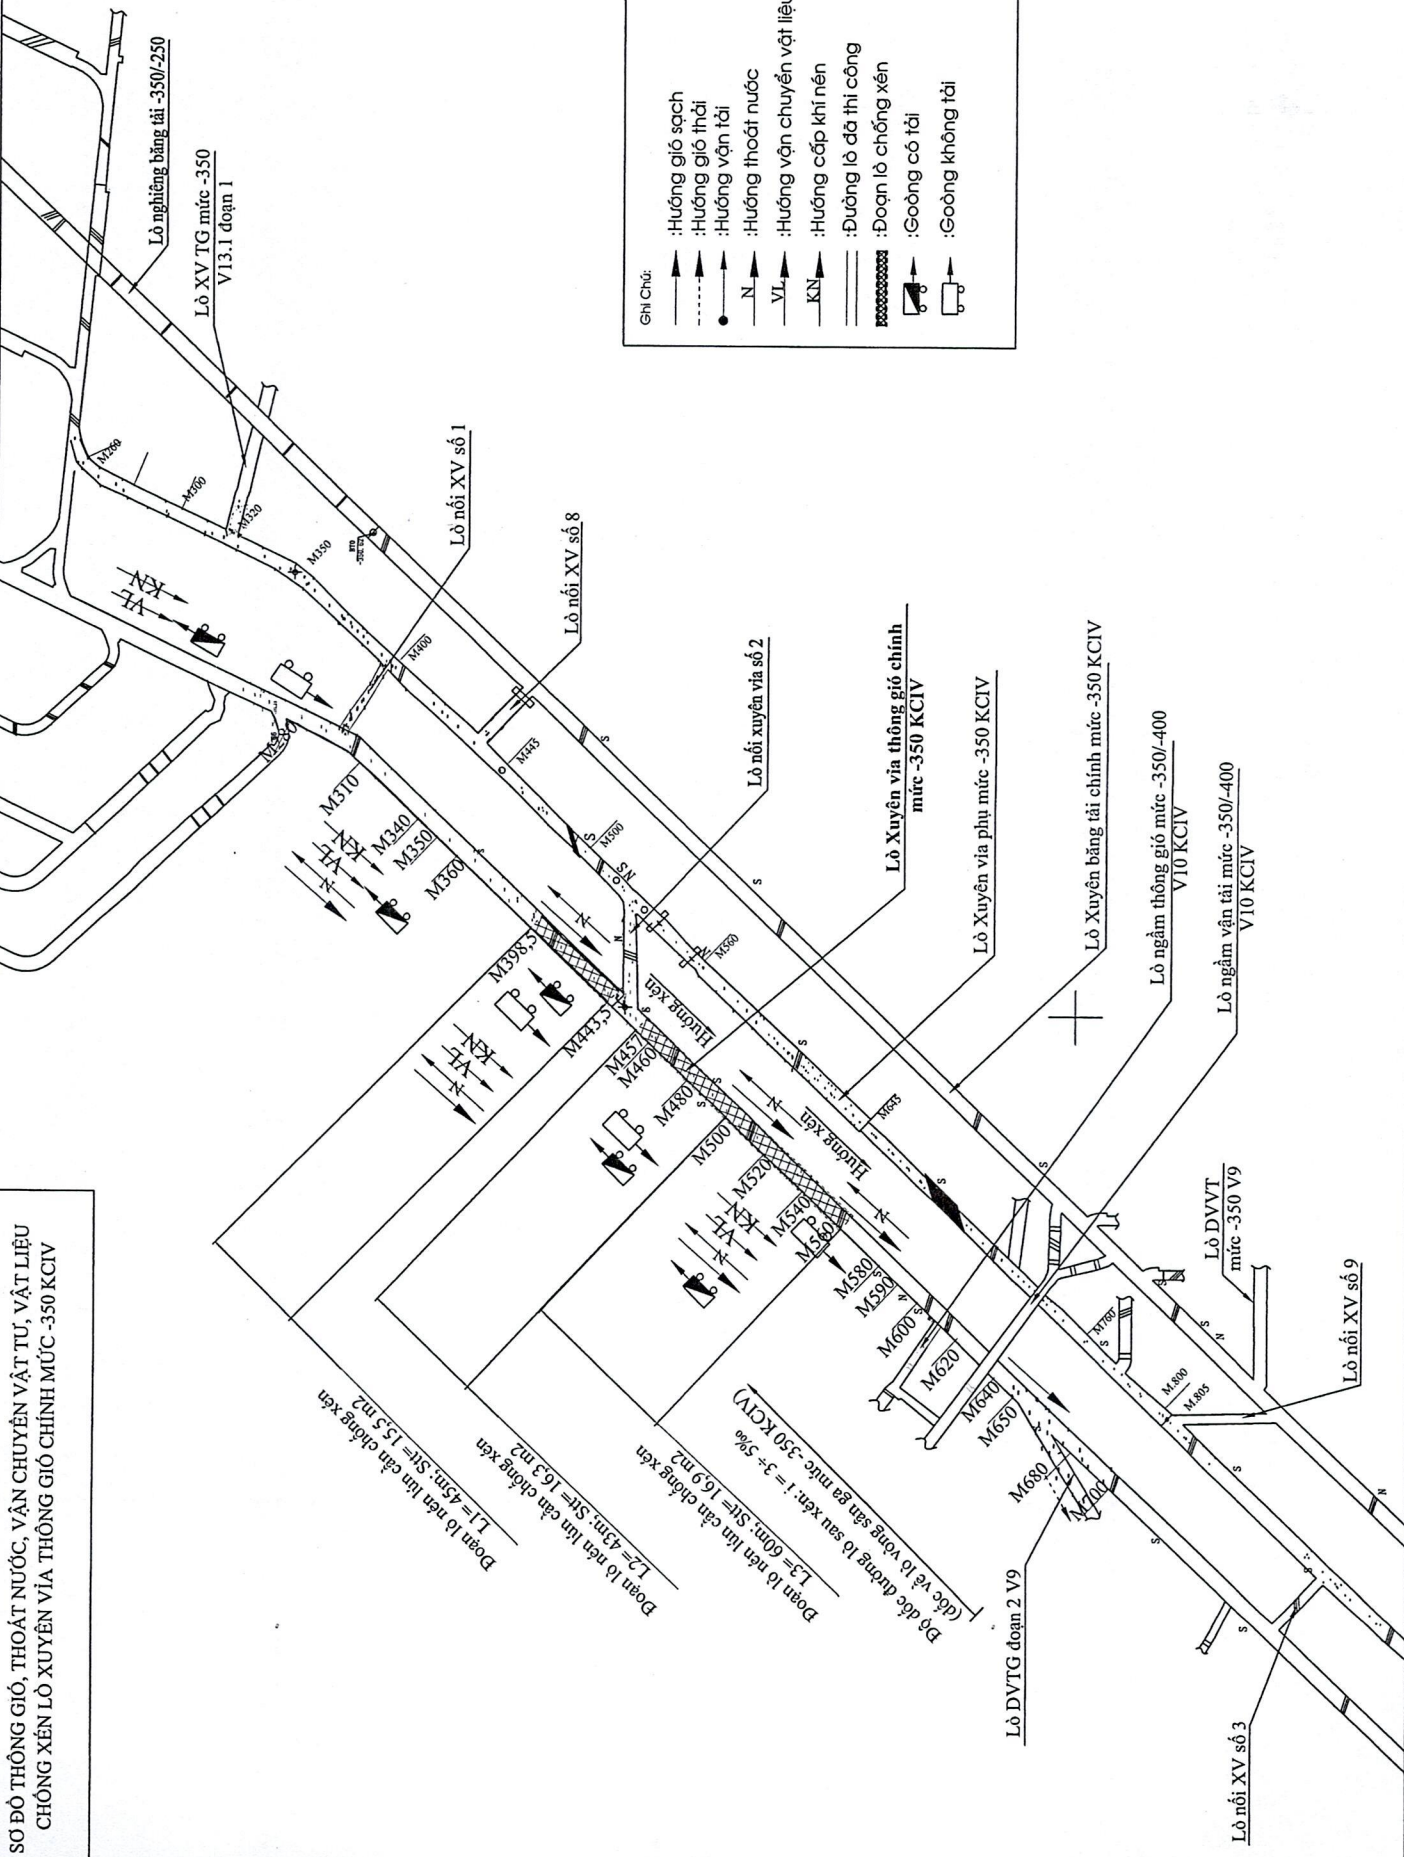 SƠ ĐỒ THÔNG GIÓ, THOÁT NƯỚC, VẬN CHUYỂN VẬT TƯ, VẬT LIỆU
CHỐNG XÉN LÒ XUYÊN VỈA THÔNG GIÓ CHÍNH MỨC -350 KCIV
Lò nghiêng băng tải -350/-250
Lò XV TG mức -350
V13.1 đoạn 1
Lò nối XV số 1
Lò nối XV số 8
Lò nối xuyên vỉa số 2
Lò Xuyên vỉa thông gió chính
mức -350 KCIV
Lò Xuyên vỉa phụ mức -350 KCIV
Lò Xuyên băng tải chính mức -350 KCIV
Lò ngầm thông gió mức -350/-400
V10 KCIV
Lò ngầm vận tải mức -350/-400
V10 KCIV
Lò DVVT
mức -350 V9
Lò nối XV số 9
Lò DVTG đoạn 2 V9
Lò nối XV số 3
Đoạn lò nền lún cần chống xén
L1= 45m; Stt= 15,5 m2
Đoạn lò nền lún cần chống xén
L2= 43m; Stt= 16,3 m2
Đoạn lò nền lún cần chống xén
L3= 60m; Stt= 16,9 m2
Độ dốc đường lò sau xén: i = 3÷ 5‰
(dốc về lò vòng sân ga mức -350 KCIV)
M260
M300
M320
M350
M400
M445
M500
M560
M645
M760
M.800
M.805
M280
M310
M340
M350
M360
M398,5
M443,5
M457
M460
M480
M500
M520
M540
M560
M580
M590
M600
M620
M640
M650
M680
M700
Hướng xén
Hướng xén
VL
KN
N
VL
KN
N
VL
KN
N
VL
KN
N
N
N
NS
S
Ghi Chú:
:Hướng gió sạch
:Hướng gió thải
:Hướng vận tải
N :Hướng thoát nước
VL :Hướng vận chuyển vật liệu
KN :Hướng cấp khí nén
:Đường lò đã thi công
:Đoạn lò chống xén
:Goòng có tải
:Goòng không tải